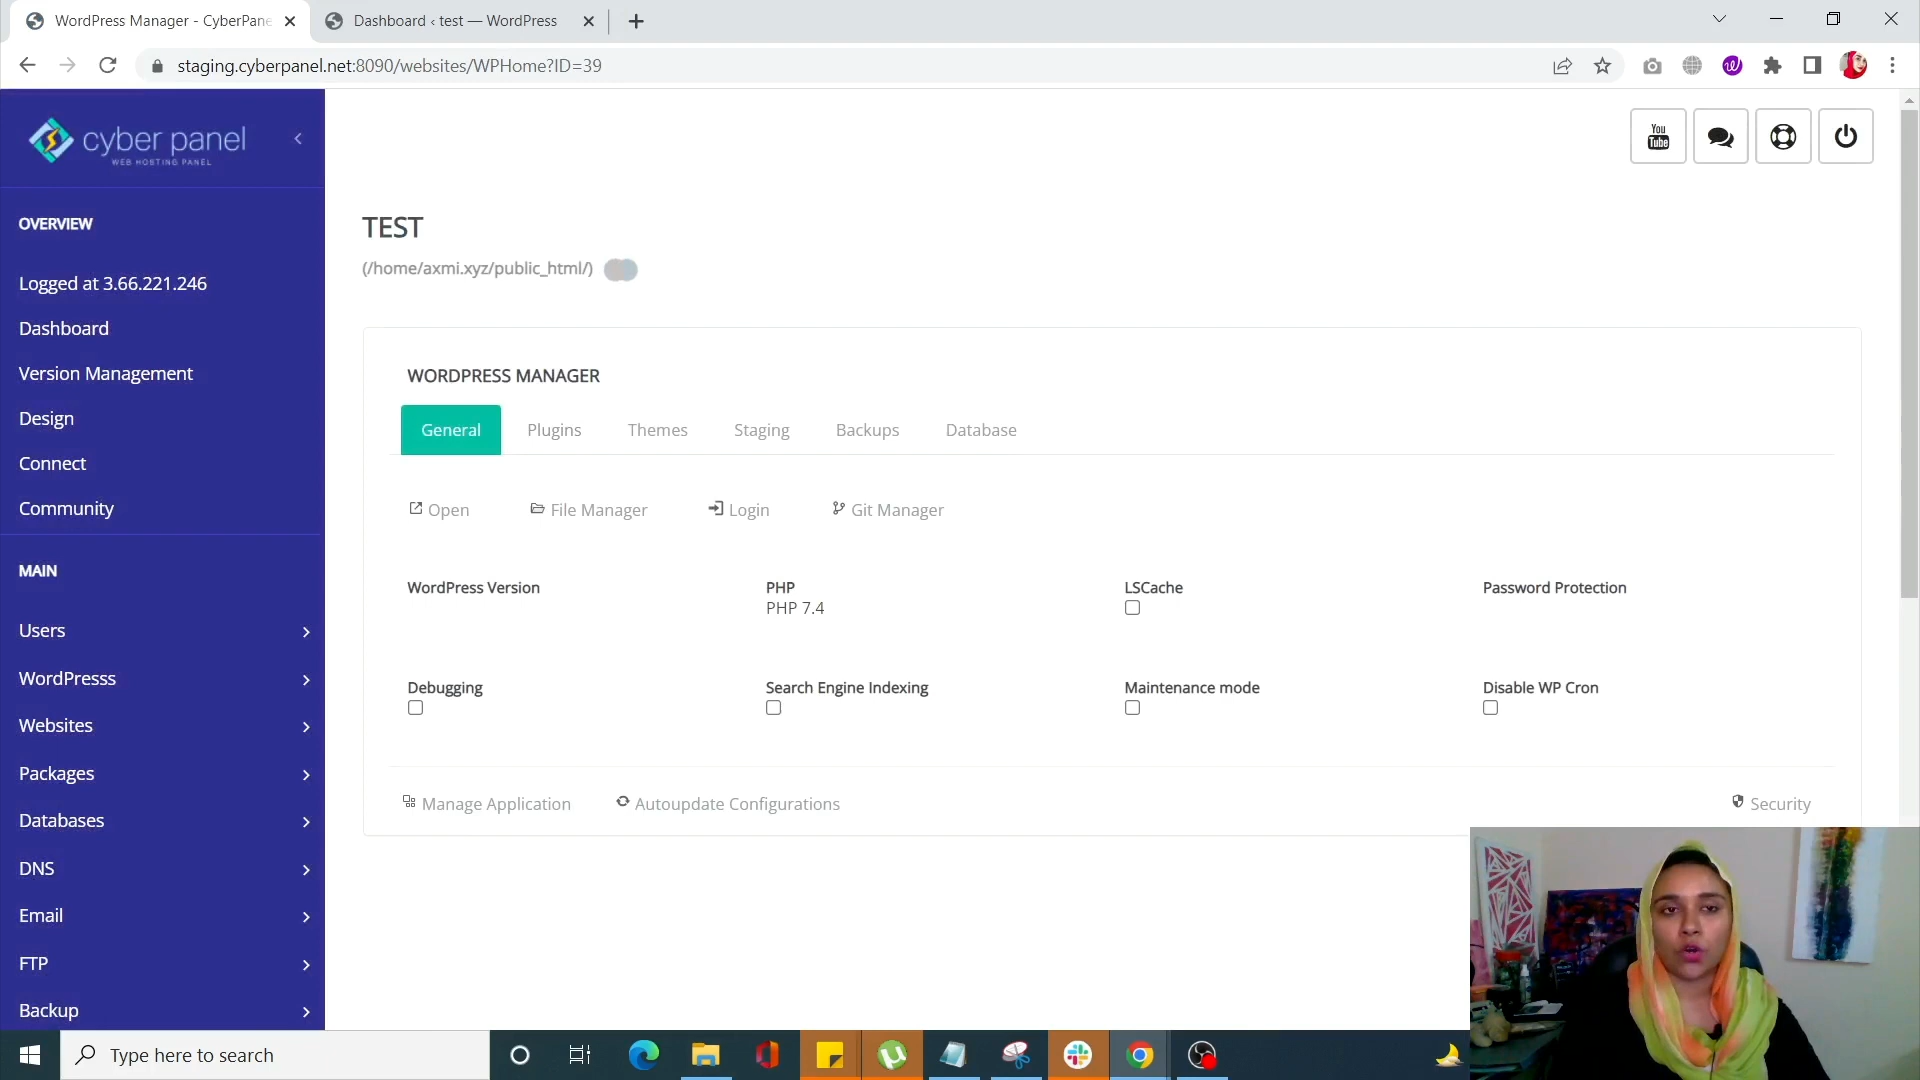 WordPress Manager - CyberPane
Dashboard ‹ test — WordPress
staging.cyberpanel.net:8090/websites/WPHome?ID=39
cyber panel
WEB HOSTING PANEL
You
Tube
OVERVIEW
Logged at 3.66.221.246
Dashboard
Version Management
Design
Connect
Community
MAIN
Users
WordPresss
Websites
Packages
Databases
DNS
Email
FTP
Backup
TEST
(/home/axmi.xyz/public_html/)
WORDPRESS MANAGER
General Plugins Themes Staging Backups Database
Open File Manager Login Git Manager
WordPress Version PHP LSCache Password Protection
PHP 7.4
Debugging Search Engine Indexing Maintenance mode Disable WP Cron
Manage Application Autoupdate Configurations Security
Type here to search